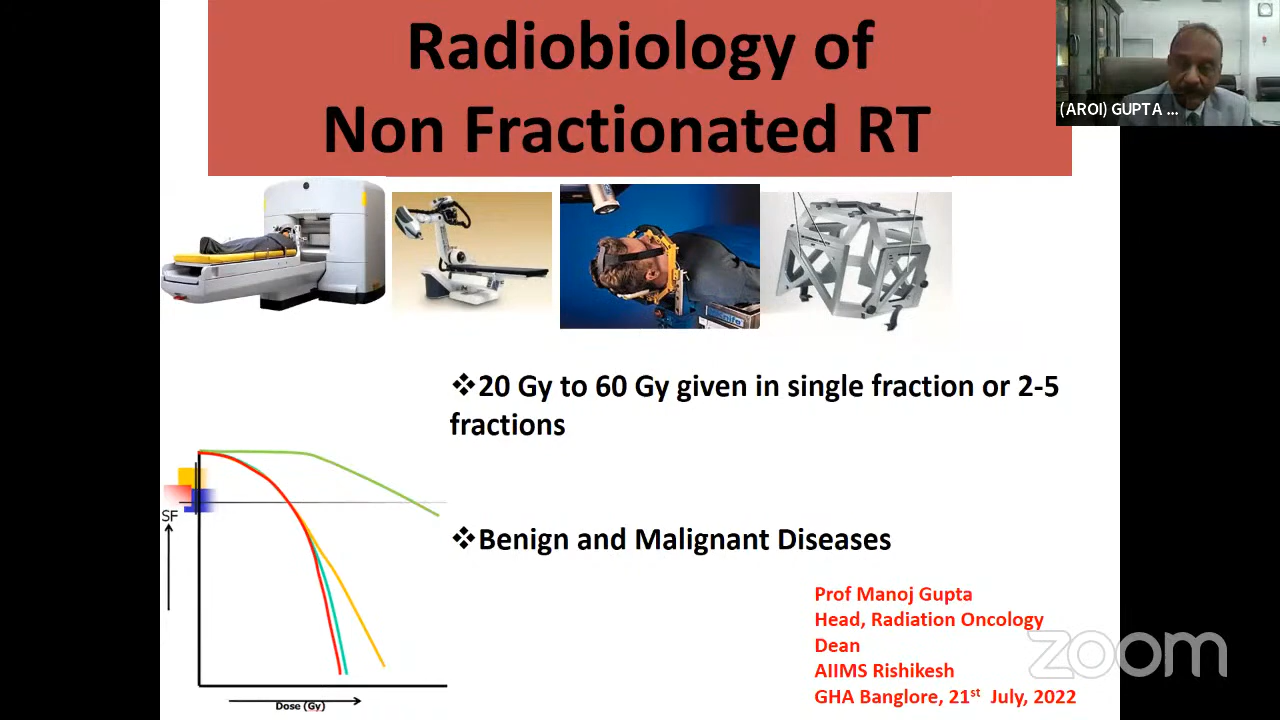 Radiobiology of
Non Fractionated RT
(AROI) GUPTA ...
❖20 Gy to 60 Gy given in single fraction or 2-5
fractions
SF
❖Benign and Malignant Diseases
Prof Manoj Gupta
Head, Radiation Oncology
Dean
AIIMS Rishikesh
GHA Banglore, 21st July, 2022
zoom
Dose (Gy)